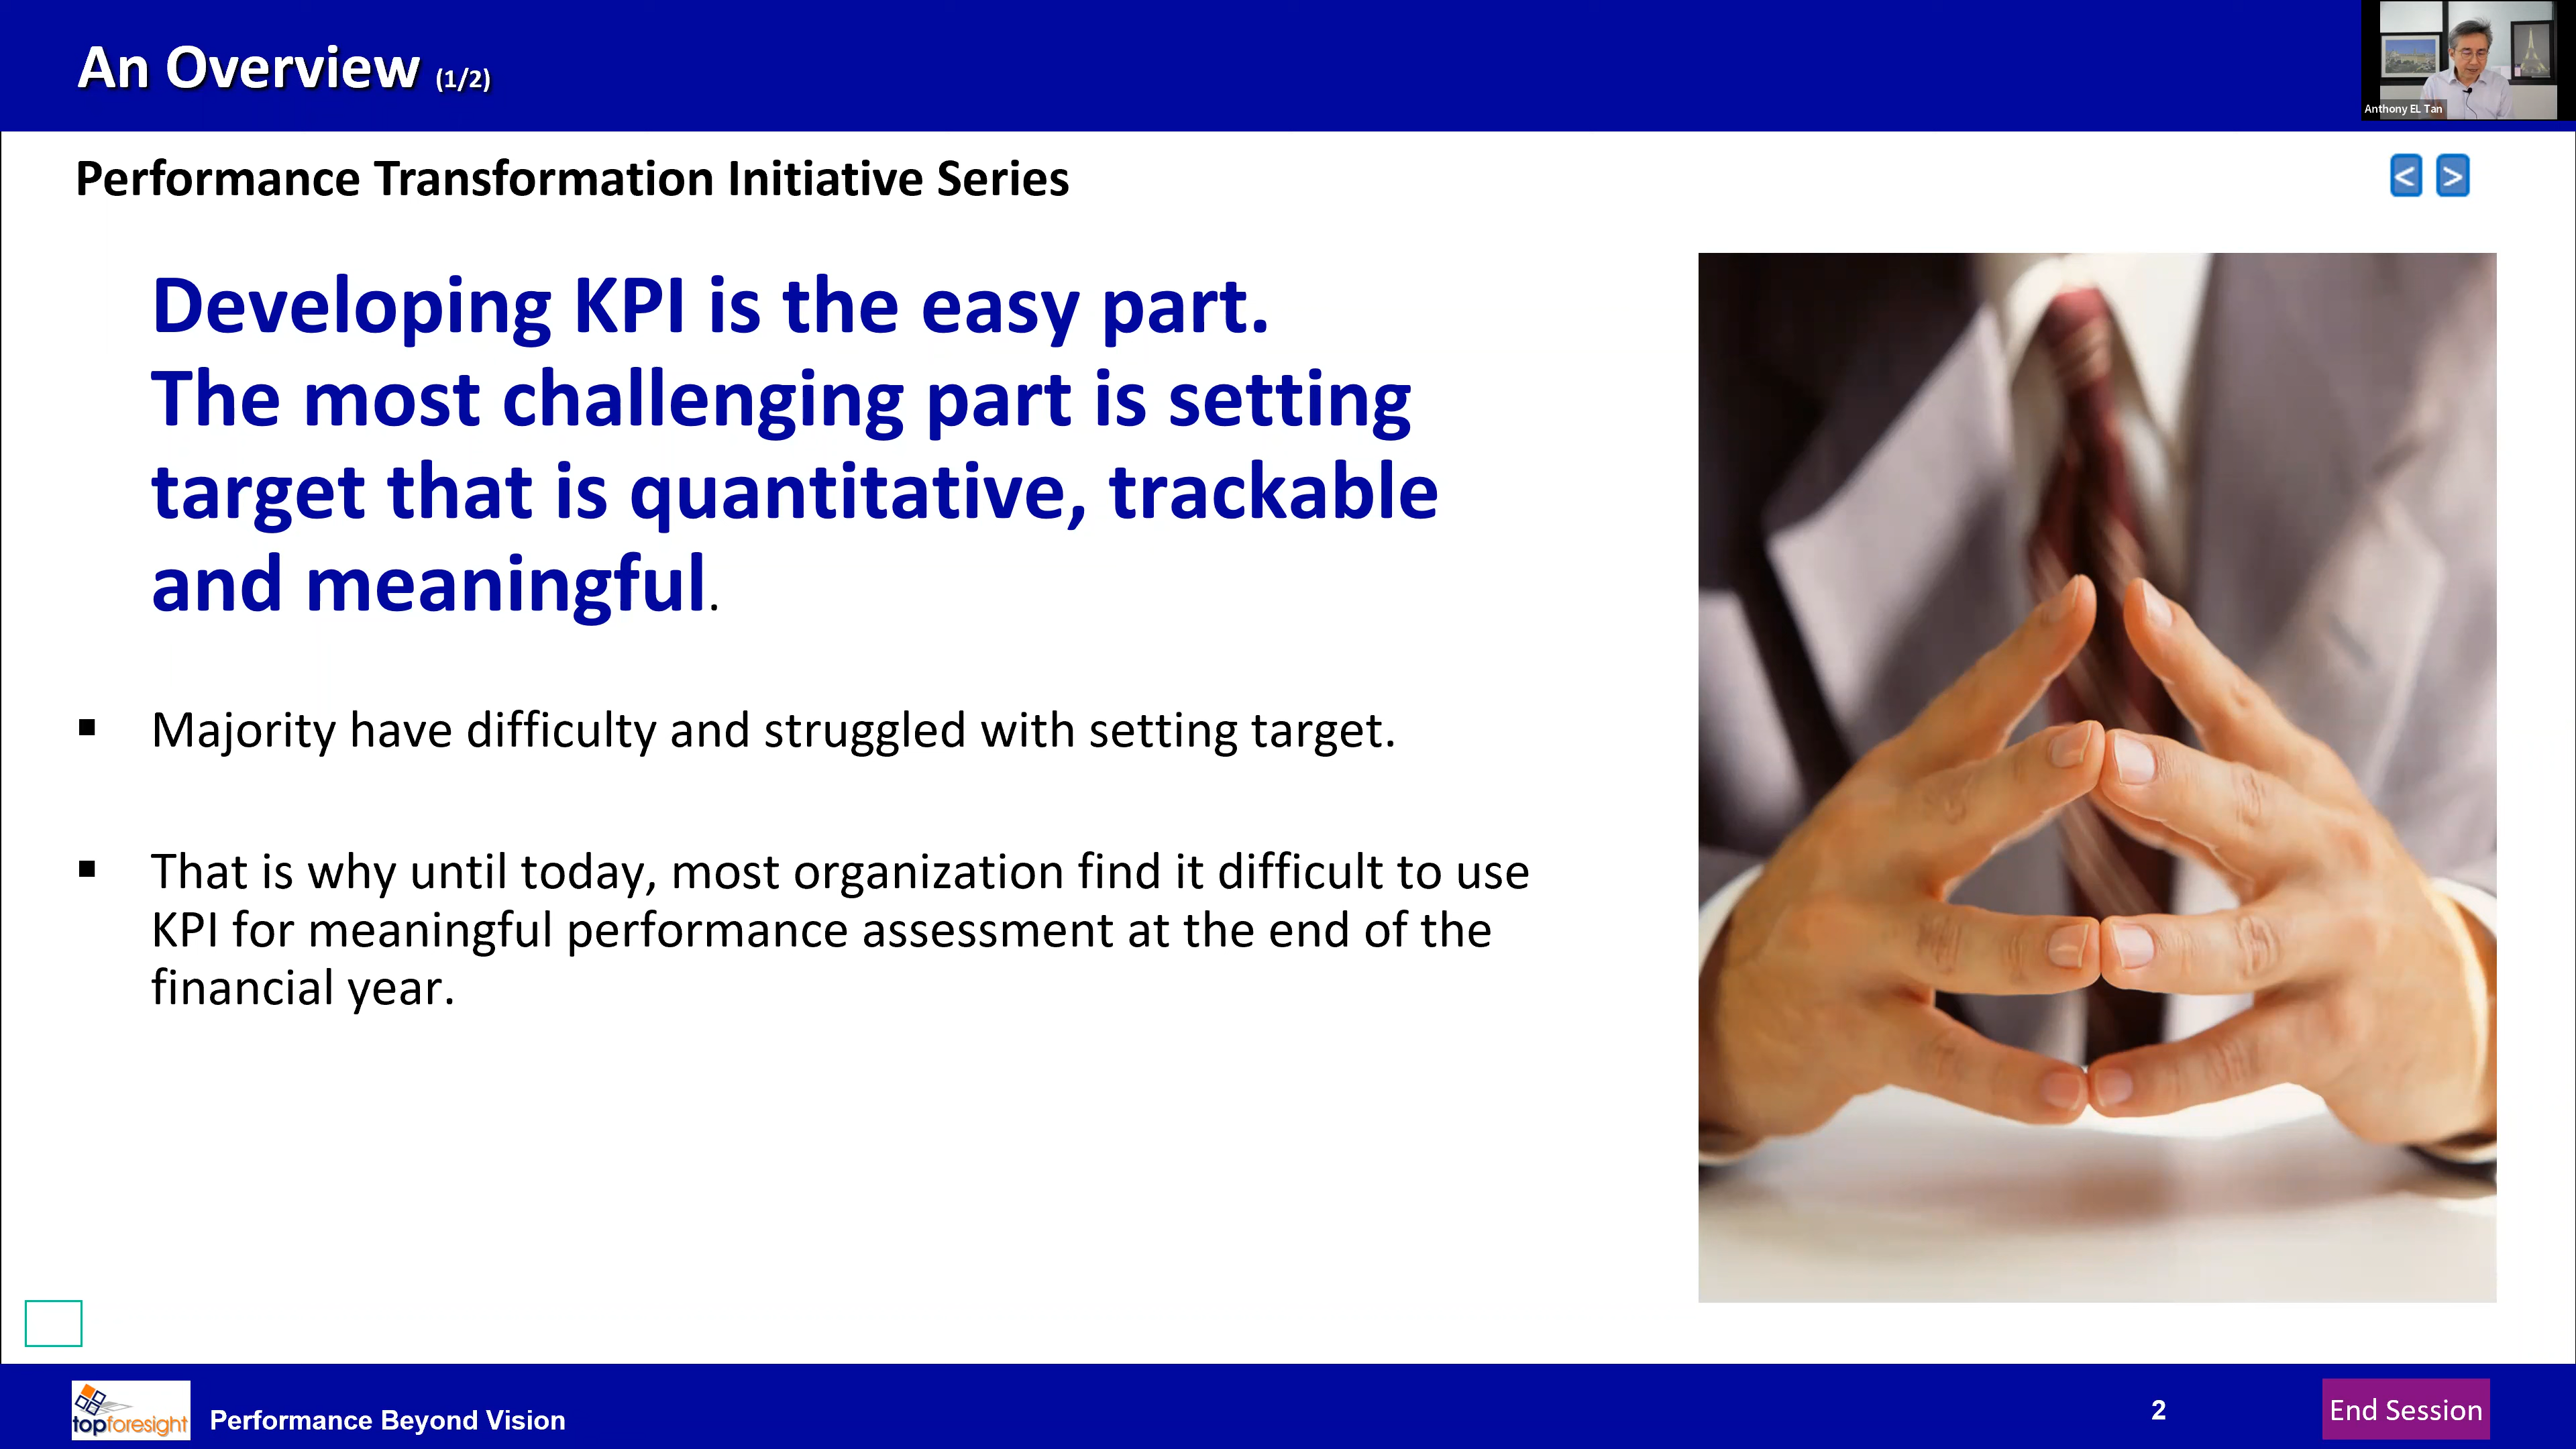 An Overview (1/2)
Anthony EL Tan
Performance Transformation Initiative Series
< >
Developing KPI is the easy part.
The most challenging part is setting
target that is quantitative, trackable
and meaningful.
▪ Majority have difficulty and struggled with setting target.
▪ That is why until today, most organization find it difficult to use
KPI for meaningful performance assessment at the end of the
financial year.
topforesight
Performance Beyond Vision
2
End Session